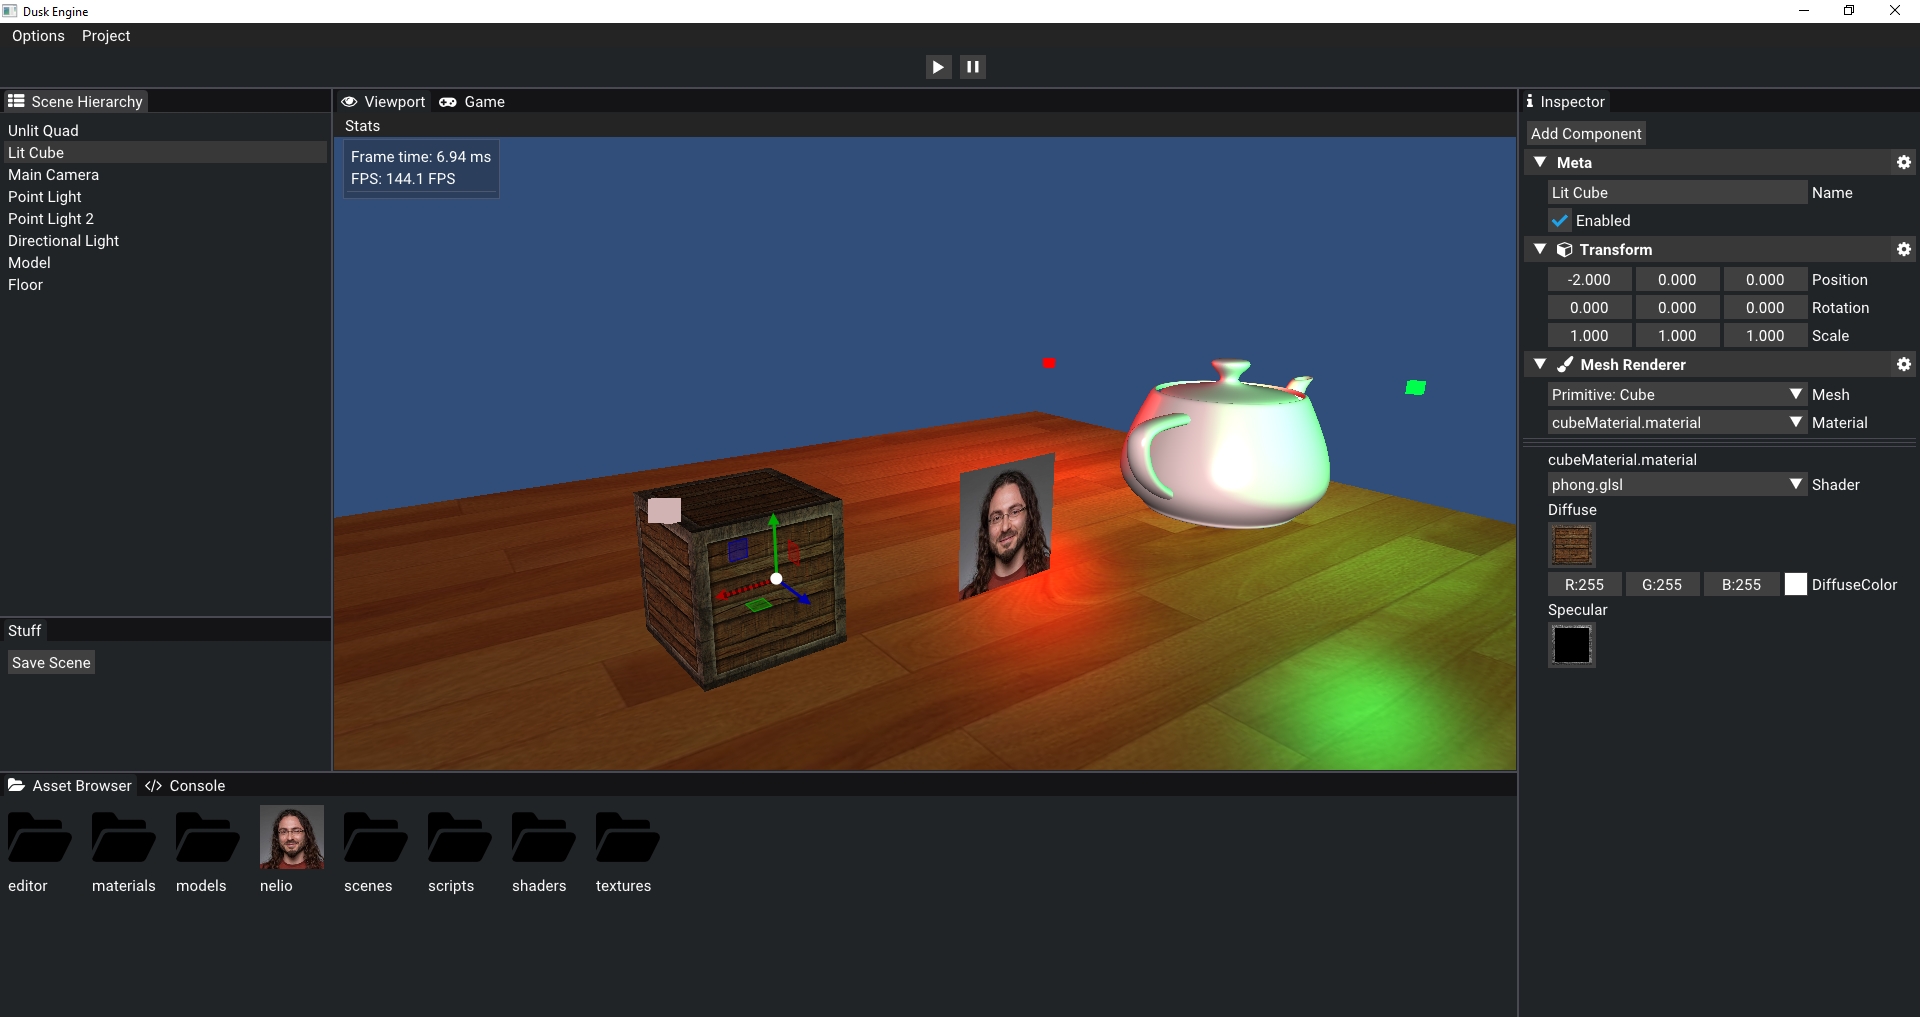 Dusk Engine
Options Project
Scene Hierarchy
Unlit Quad
Lit Cube
Main Camera
Point Light
Point Light 2
Directional Light
Model
Floor
Stuff
Save Scene
Viewport Game
Stats
Frame time: 6.94 ms
FPS: 144.1 FPS
Inspector
Add Component
Meta
Lit Cube Name
Enabled
Transform
-2.000 0.000 0.000 Position
0.000 0.000 0.000 Rotation
1.000 1.000 1.000 Scale
Mesh Renderer
Primitive: Cube Mesh
cubeMaterial.material Material
cubeMaterial.material
phong.glsl Shader
Diffuse
R:255 G:255 B:255 DiffuseColor
Specular
Asset Browser Console
editor materials models nelio scenes scripts shaders textures